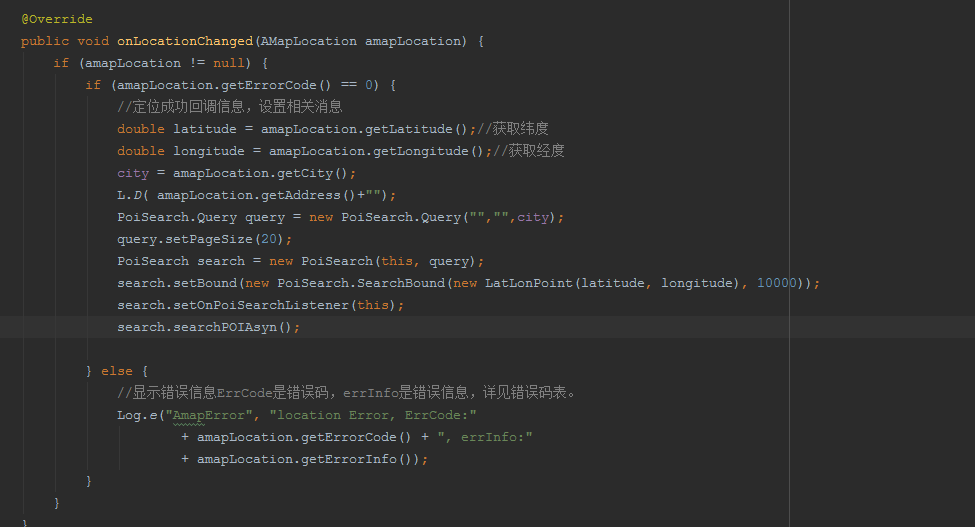 @Override
public void onLocationChanged(AMapLocation amapLocation) {
if (amapLocation != null) {
if (amapLocation.getErrorCode() == 0) {
//定位成功回调信息，设置相关消息
double latitude = amapLocation.getLatitude();//获取纬度
double longitude = amapLocation.getLongitude();//获取经度
city = amapLocation.getCity();
L.D( amapLocation.getAddress()+"");
PoiSearch.Query query = new PoiSearch.Query("","",city);
query.setPageSize(20);
PoiSearch search = new PoiSearch(this, query);
search.setBound(new PoiSearch.SearchBound(new LatLonPoint(latitude, longitude), 10000));
search.setOnPoiSearchListener(this);
search.searchPOIAsyn();
} else {
//显示错误信息ErrCode是错误码，errInfo是错误信息，详见错误码表。
Log.e("AmapError", "location Error, ErrCode:"
+ amapLocation.getErrorCode() + ", errInfo:"
+ amapLocation.getErrorInfo());
}
}
}